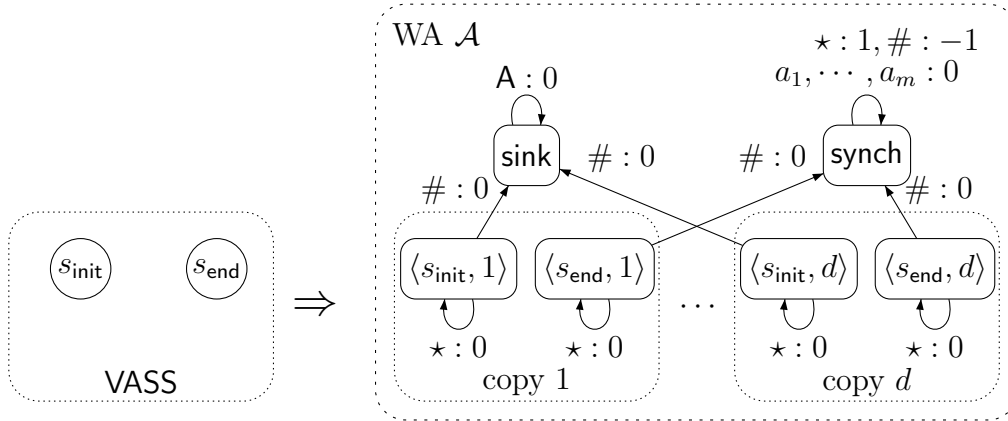 WA 𝒜
⋆ : 1, # : −1
a₁, ⋯ , aₘ : 0
A : 0
sink
synch
# : 0
# : 0
# : 0
# : 0
s_init
s_end
VASS
⇒
⟨s_init, 1⟩
⟨s_end, 1⟩
⋯
⟨s_init, d⟩
⟨s_end, d⟩
⋆ : 0
⋆ : 0
⋆ : 0
⋆ : 0
copy 1
copy d